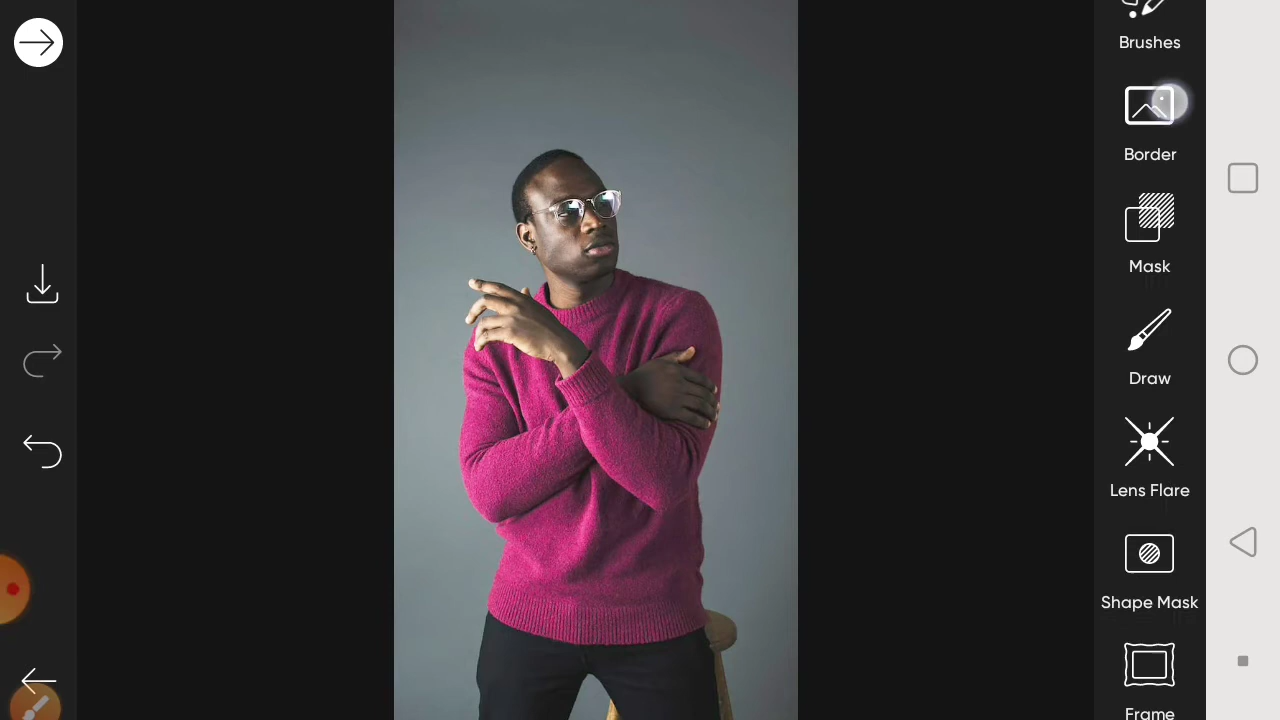 Brushes
Border
Mask
Draw
Lens Flare
Shape Mask
Frame